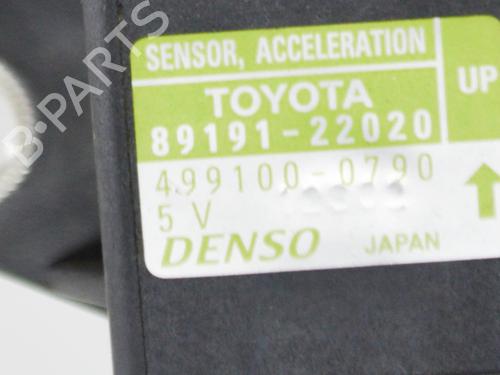 SENSOR, ACCELERATION
TOYOTA
89191-22020
UP
499100-0790
5 V
DENSO JAPAN
B·PARTS